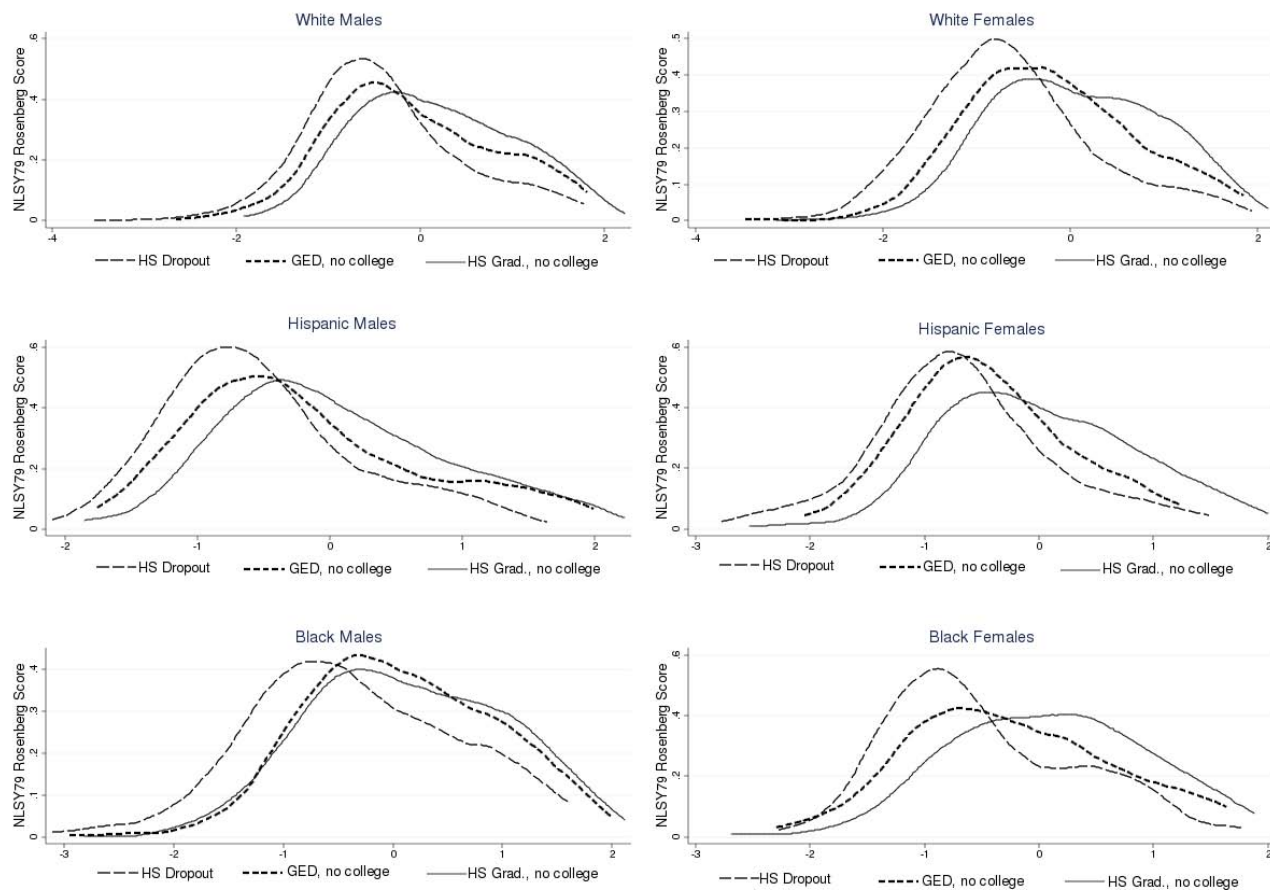 White Males
NLSY79 Rosenberg Score
.6
.4
.2
0
-4 -2 0 2
HS Dropout GED, no college HS Grad., no college
White Females
NLSY79 Rosenberg Score
.5
.4
.3
.2
.1
0
-4 -2 0 2
HS Dropout GED, no college HS Grad., no college
Hispanic Males
NLSY79 Rosenberg Score
.6
.4
.2
0
-2 -1 0 1 2
HS Dropout GED, no college HS Grad., no college
Hispanic Females
NLSY79 Rosenberg Score
.6
.4
.2
0
-3 -2 -1 0 1 2
HS Dropout GED, no college HS Grad., no college
Black Males
NLSY79 Rosenberg Score
.4
.3
.2
.1
0
-3 -2 -1 0 1 2
HS Dropout GED, no college HS Grad., no college
Black Females
NLSY79 Rosenberg Score
.6
.4
.2
0
-3 -2 -1 0 1 2
HS Dropout GED, no college HS Grad., no college